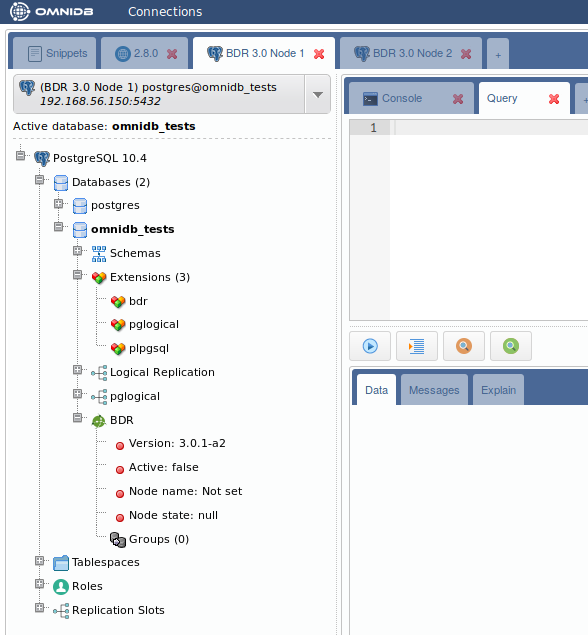 OMNIDB Connections
Snippets 2.8.0 BDR 3.0 Node 1 BDR 3.0 Node 2 +
(BDR 3.0 Node 1) postgres@omnidb_tests
192.168.56.150:5432
Active database: omnidb_tests
PostgreSQL 10.4
Databases (2)
postgres
omnidb_tests
Schemas
Extensions (3)
bdr
pglogical
plpgsql
Logical Replication
pglogical
BDR
Version: 3.0.1-a2
Active: false
Node name: Not set
Node state: null
Groups (0)
Tablespaces
Roles
Replication Slots
Console Query +
1
Data Messages Explain